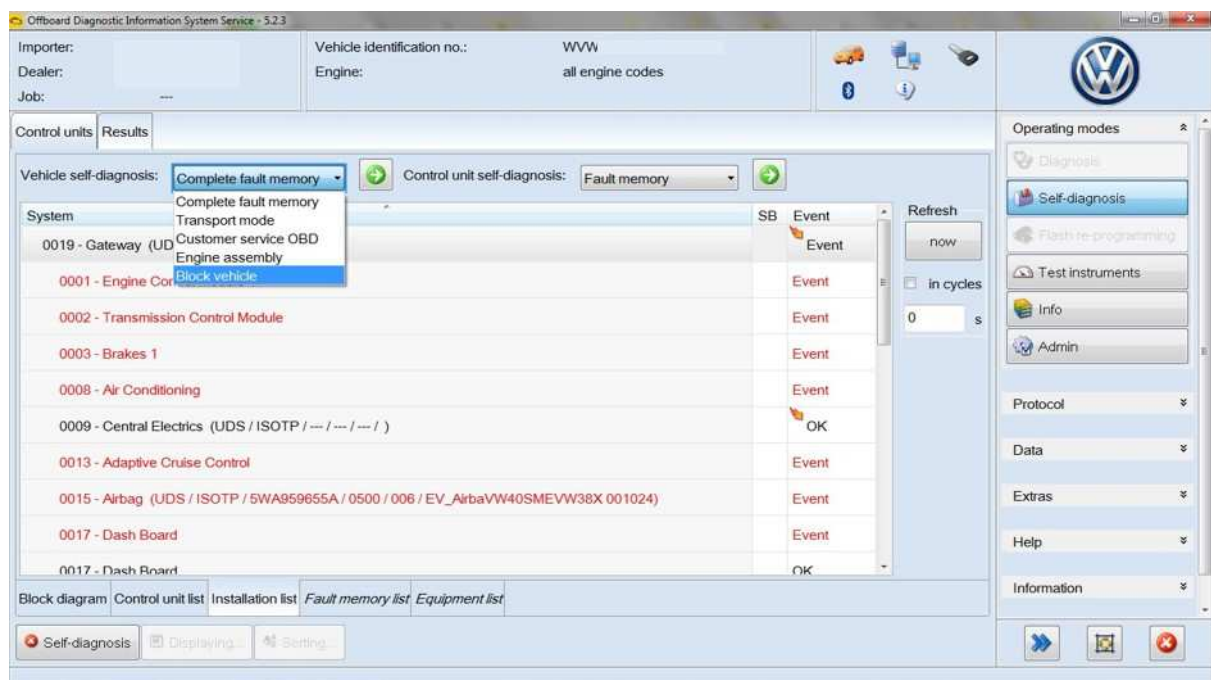 Offboard Diagnostic Information System Service - 5.2.3
Importer:
Dealer:
Job: ---
Vehicle identification no.: WVW
Engine: all engine codes
Control units Results
Vehicle self-diagnosis: Complete fault memory Control unit self-diagnosis: Fault memory
Complete fault memory
Transport mode
Customer service OBD
Engine assembly
Block vehicle
System SB Event
0019 - Gateway (UD Event
0001 - Engine Con Event
0002 - Transmission Control Module Event
0003 - Brakes 1 Event
0008 - Air Conditioning Event
0009 - Central Electrics (UDS / ISOTP / --- / --- / --- / ) OK
0013 - Adaptive Cruise Control Event
0015 - Airbag (UDS / ISOTP / 5WA959655A / 0500 / 006 / EV_AirbaVW40SMEVW38X 001024) Event
0017 - Dash Board Event
0017 - Dash Board OK
Refresh
now
in cycles
0 s
Block diagram Control unit list Installation list Fault memory list Equipment list
Self-diagnosis Displaying... Sorting...
Operating modes
Diagnosis
Self-diagnosis
Flash re-programming
Test instruments
Info
Admin
Protocol
Data
Extras
Help
Information